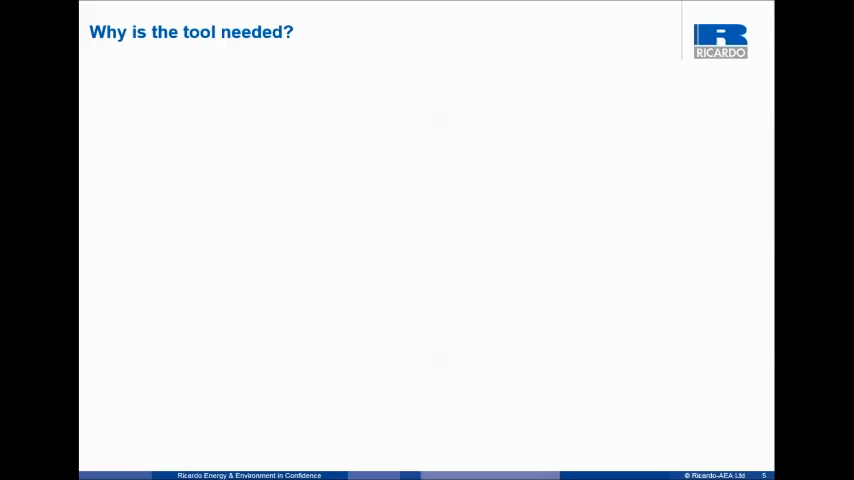 Why is the tool needed?
RICARDO
Ricardo Energy & Environment in Confidence
© Ricardo-AEA Ltd 5